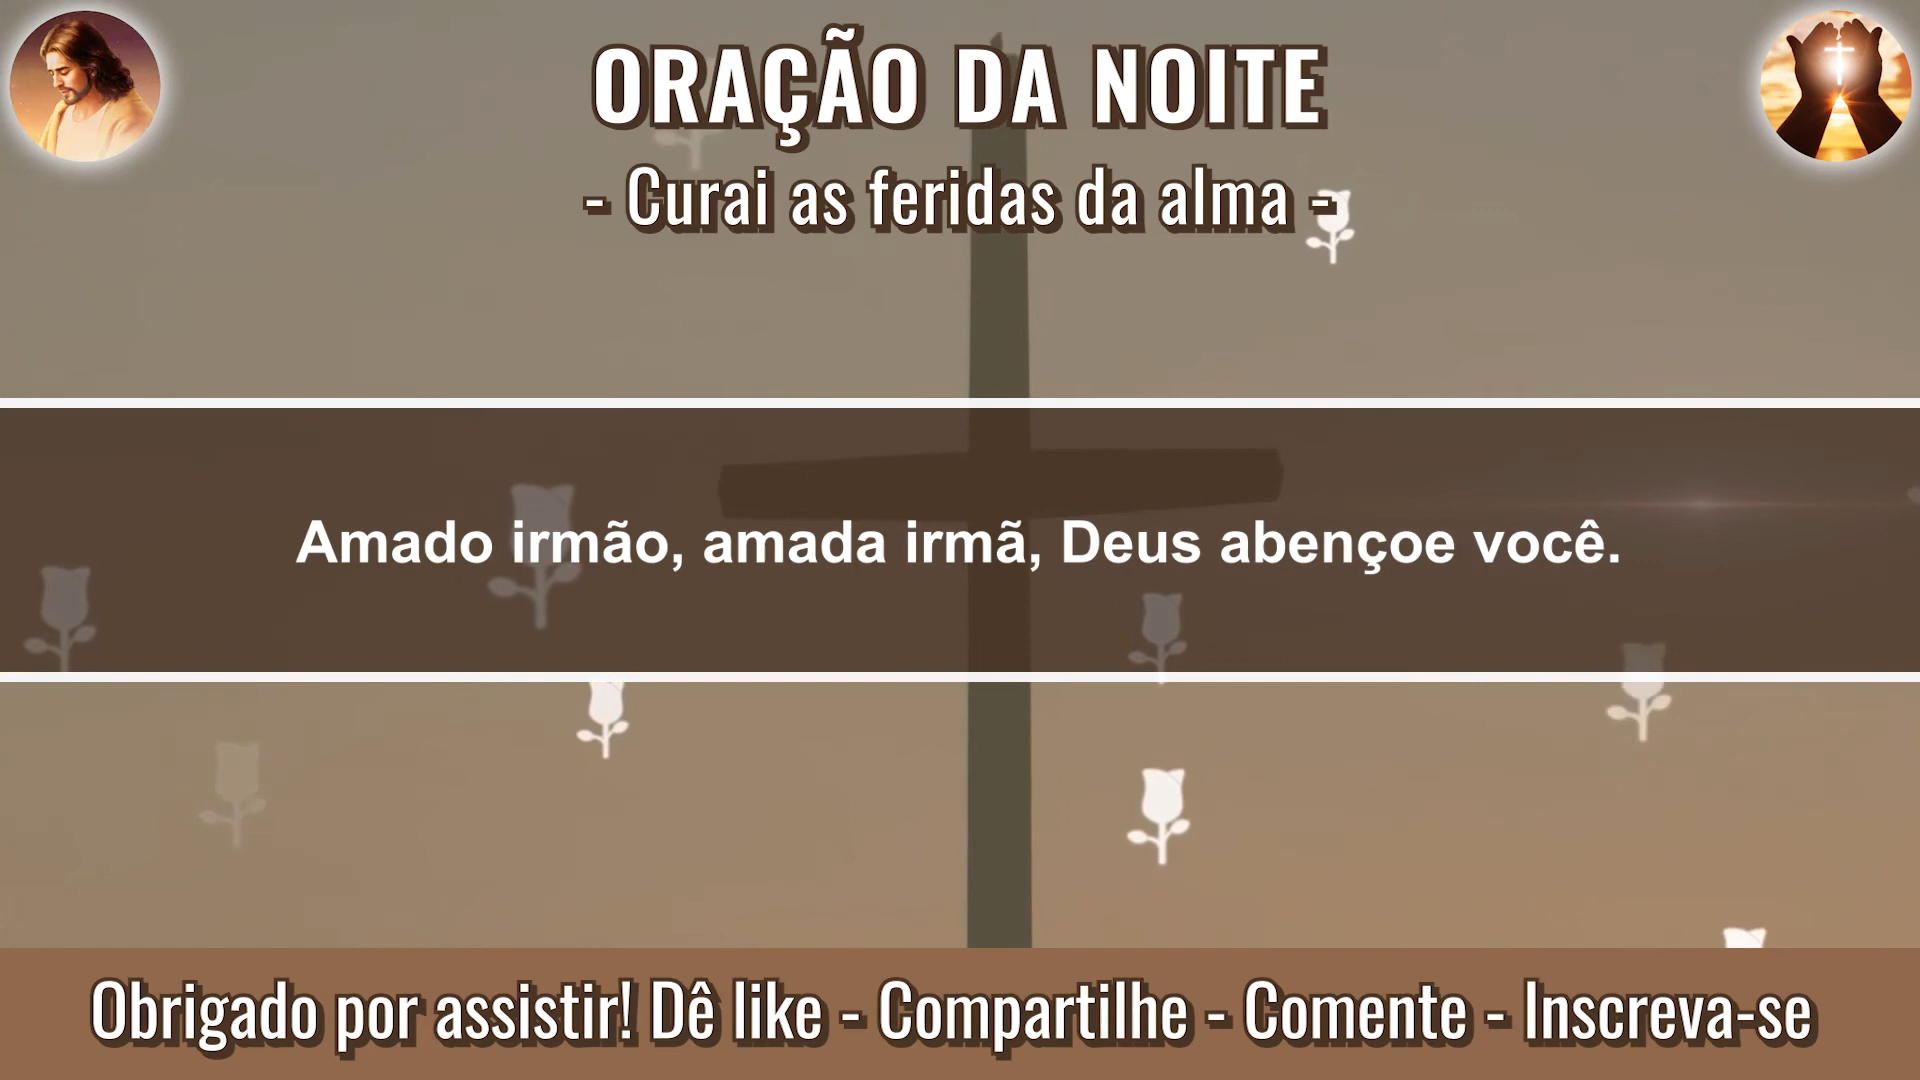 ORAÇÃO DA NOITE
- Curai as feridas da alma -
Amado irmão, amada irmã, Deus abençoe você.
Obrigado por assistir! Dê like - Compartilhe - Comente - Inscreva-se